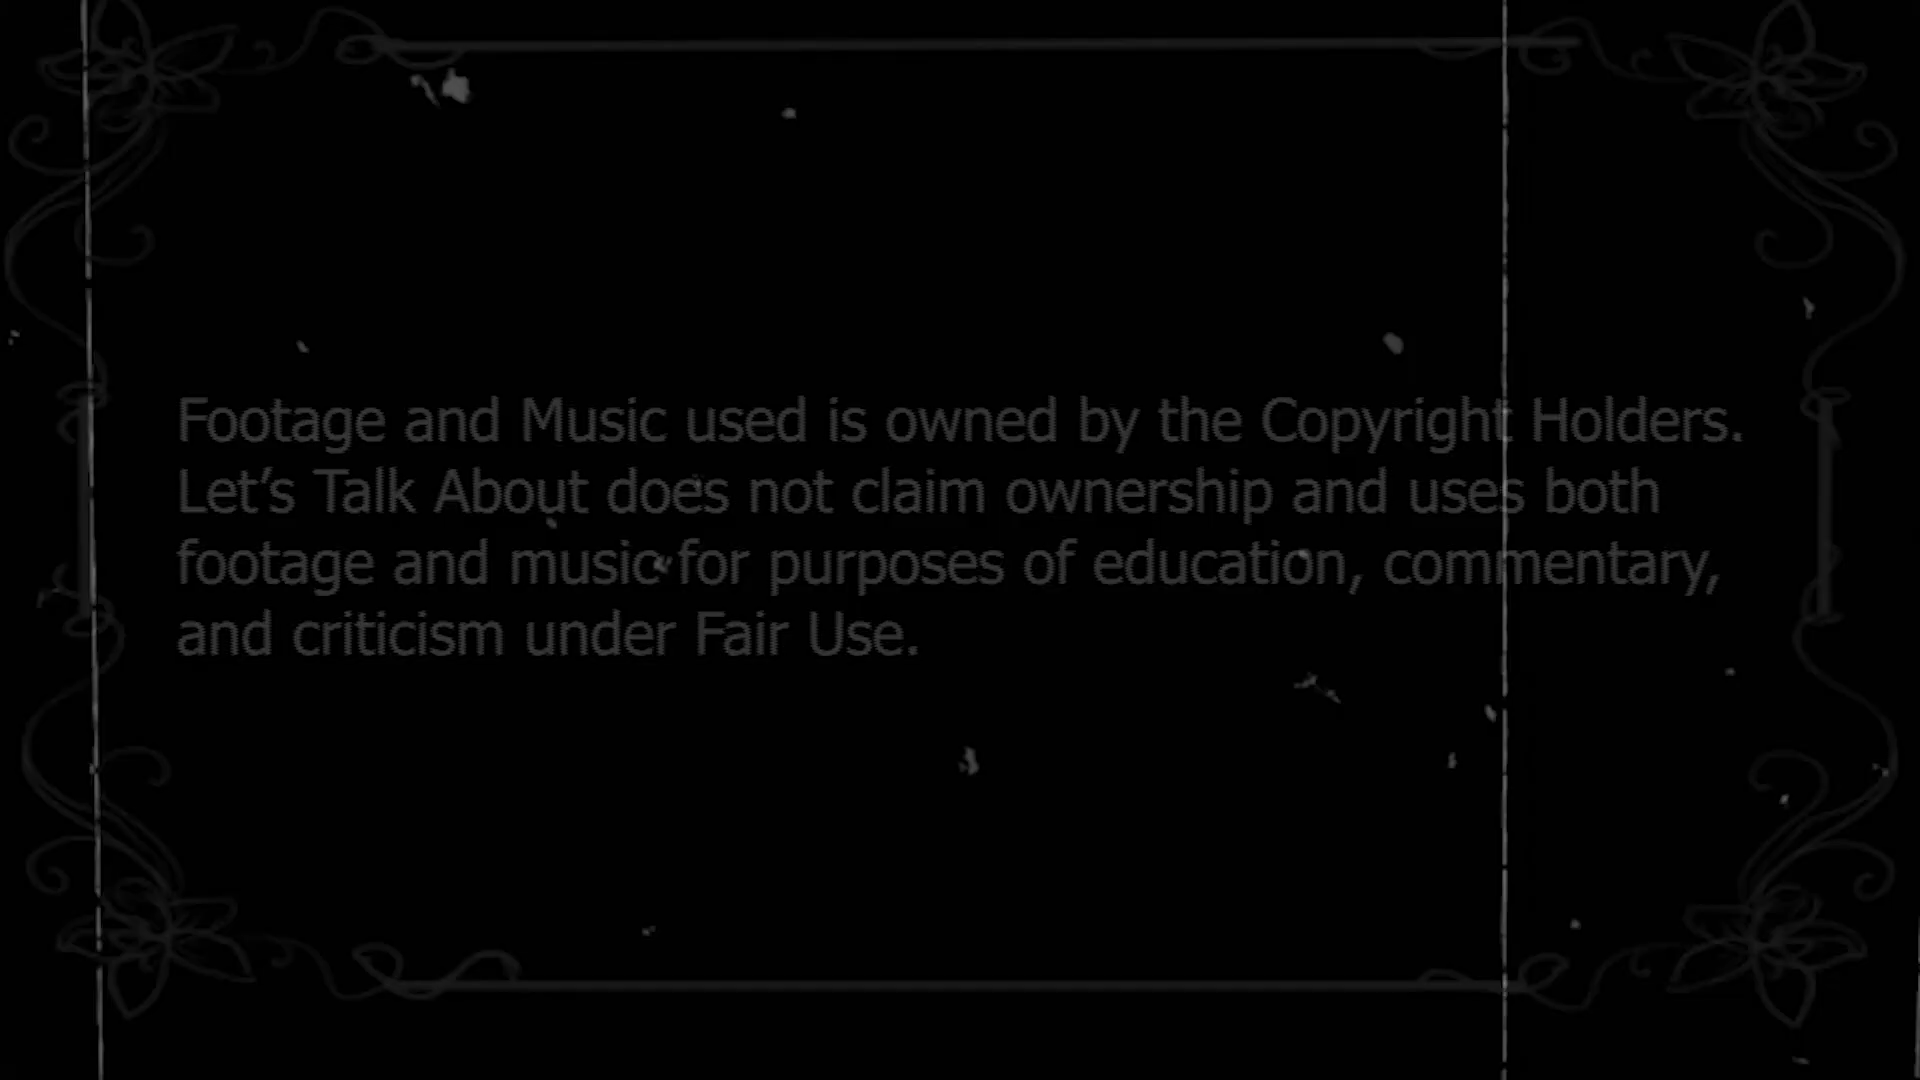 Footage and Music used is owned by the Copyright Holders.
Let’s Talk About does not claim ownership and uses both
footage and music for purposes of education, commentary,
and criticism under Fair Use.